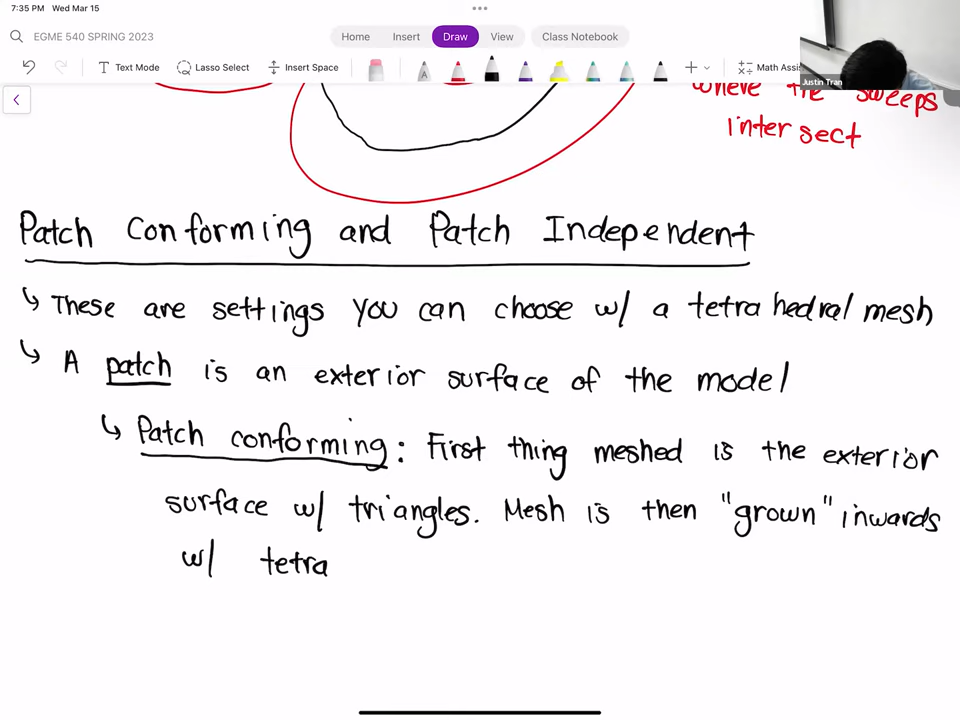 7:35 PM Wed Mar 15
EGME 540 SPRING 2023
Home Insert Draw View Class Notebook
Text Mode Lasso Select Insert Space Math Assis
Justin Tran
where the sweeps
intersect
Patch Conforming and Patch Independent
↳ These are settings you can choose w/ a tetrahedral mesh
↳ A patch is an exterior surface of the model
↳ Patch conforming: First thing meshed is the exterior
surface w/ triangles. Mesh is then "grown" inwards
w/ tetra